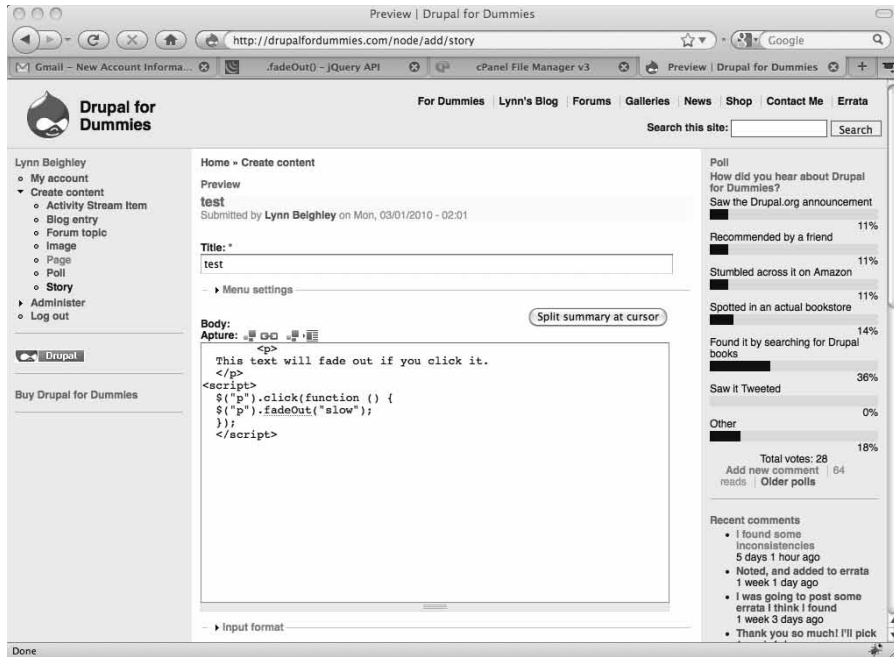 Preview | Drupal for Dummies
http://drupalfordummies.com/node/add/story
Google
Gmail – New Account Informa...
.fadeOut() – jQuery API
cPanel File Manager v3
Preview | Drupal for Dummies
Drupal for
Dummies
For Dummies
Lynn's Blog
Forums
Galleries
News
Shop
Contact Me
Errata
Search this site:
Search
Lynn Beighley
My account
Create content
Activity Stream Item
Blog entry
Forum topic
Image
Page
Poll
Story
Administer
Log out
Drupal
Buy Drupal for Dummies
Home » Create content
Preview
test
Submitted by Lynn Beighley on Mon, 03/01/2010 - 02:01
Title: *
test
Menu settings
Split summary at cursor
Body:
Apture:
<p>
This text will fade out if you click it.
</p>
<script>
$("p").click(function () {
$("p").fadeOut("slow");
});
</script>
Input format
Poll
How did you hear about Drupal
for Dummies?
Saw the Drupal.org announcement
11%
Recommended by a friend
11%
Stumbled across it on Amazon
11%
Spotted in an actual bookstore
14%
Found it by searching for Drupal
books
36%
Saw it Tweeted
0%
Other
18%
Total votes: 28
Add new comment | 64
reads | Older polls
Recent comments
I found some
inconsistencies
5 days 1 hour ago
Noted, and added to errata
1 week 1 day ago
I was going to post some
errata I think I found
1 week 3 days ago
Thank you so much! I'll pick
Done